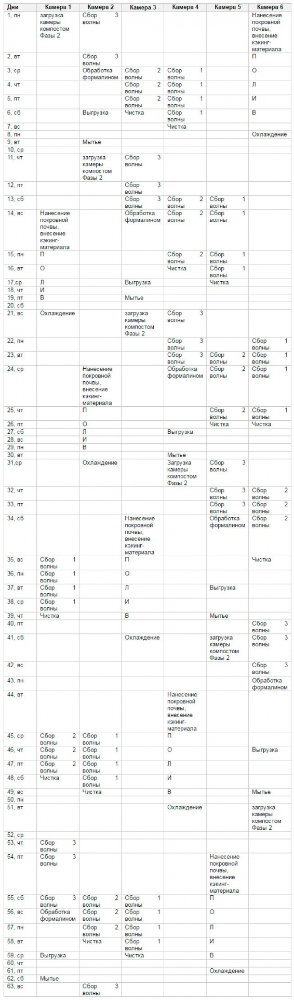 Дни Камера 1 Камера 2 Камера 3 Камера 4 Камера 5 Камера 6
1, пн загрузка Сбор 3 Нанесение
камеры волны покровной
компостом почвы,
Фазы 2 внесение
кэкинг-
материала
2, вт Сбор 3 П
волны
3, ср Обработка Сбор 2 Сбор 1 О
формалином волны волны
4, чт Сбор 2 Сбор 1 Л
волны волны
5, пт Сбор 2 Сбор 1 И
волны волны
6, сб Выгрузка Чистка Сбор 1 В
волны
7, вс Чистка
8, пн Охлаждение
9, вт Мытье
10, ср
11, чт загрузка Сбор 3
камеры волны
компостом
Фазы 2
12, пт Сбор 3
волны
13, сб Сбор 3 Сбор 2 Сбор 1
волны волны волны
14, вс Нанесение Обработка Сбор 2 Сбор 1
покровной формалином волны волны
почвы,
внесение
кэкинг-
материала
15, пн П Сбор 2 Сбор 1
волны волны
16, вт О Чистка Сбор 1
волны
17,ср Л Выгрузка Чистка
18, чт И
19, пт В Мытье
20, сб
21, вс Охлаждение загрузка Сбор 3
камеры волны
компостом
Фазы 2
22, пн Сбор 3 Сбор 1
волны волны
23, вт Сбор 3 Сбор 2 Сбор 1
волны волны волны
24, ср Нанесение Обработка Сбор 2 Сбор 1
покровной формалином волны волны
почвы,
внесение
кэкинг-
материала
25, чт П Сбор 2 Сбор 1
волны волны
26, пт О Чистка Чистка
27, сб Л Выгрузка
28, вс И
29, пн В
30, вт Мытье
31,ср Охлаждение Загрузка Сбор 3
камеры волны
компостом
Фазы 2
32, чт Сбор 3 Сбор 2
волны волны
33, пт Сбор 3 Сбор 2
волны волны
34, сб Нанесение Обработка Сбор 2
покровной формалином волны
почвы,
внесение
кэкинг-
материала
35, вс Сбор 1 П Чистка
волны
36, пн Сбор 1 О
волны
37, вт Сбор 1 Л Выгрузка
волны
38, ср Сбор 1 И
волны
39, чт Чистка В Мытье
40, пт Сбор 3
волны
41, сб Охлаждение загрузка Сбор 3
камеры волны
компостом
Фазы 2
42, вс Сбор 3
волны
43, пн Обработка
формалином
44, вт Нанесение
покровной
почвы,
внесение
кэкинг-
материала
45, ср Сбор 2 Сбор 1 П
волны волны
46, чт Сбор 2 Сбор 1 О Выгрузка
волны волны
47, пт Сбор 2 Сбор 1 Л
волны волны
48, сб Чистка Сбор 1 И
волны
49, вс Чистка В Мытье
50, пн
51, вт Охлаждение загрузка
камеры
компостом
Фазы 2
52, ср
53, чт Сбор 3
волны
54, пт Сбор 3 Нанесение
волны покровной
почвы,
внесение
кэкинг-
материала
55, сб Сбор 3 Сбор 2 Сбор 1 П
волны волны волны
56, вс Обработка Сбор 2 Сбор 1 О
формалином волны волны
57, пн Сбор 2 Сбор 1 Л
волны волны
58, вт Чистка Сбор 1 И
волны
59, ср Выгрузка Чистка В
60, чт
61, пт Охлаждение
62, сб Мытье
63, вс Сбор 3
волны